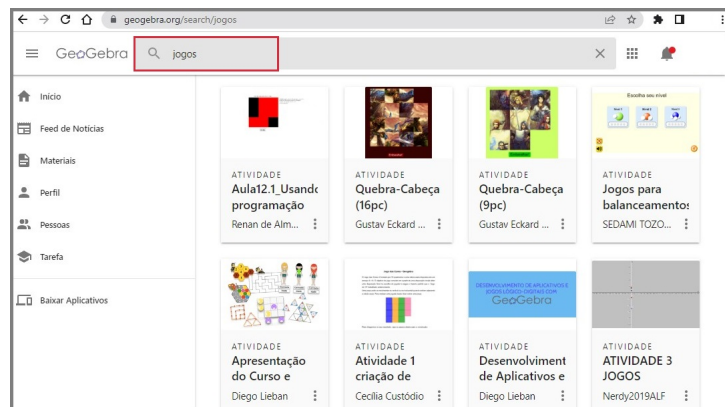 geogebra.org/search/jogos
GeoGebra
jogos
Início
Feed de Notícias
Materiais
Perfil
Pessoas
Tarefa
Baixar Aplicativos
ATIVIDADE
Aula12.1_Usando
programação
Renan de Alm...
ATIVIDADE
Quebra-Cabeça
(16pc)
Gustav Eckard ...
ATIVIDADE
Quebra-Cabeça
(9pc)
Gustav Eckard ...
Escolha seu nível
ATIVIDADE
Jogos para
balanceamentos
SEDAMI TOZO...
ATIVIDADE
Apresentação
do Curso e
Diego Lieban
ATIVIDADE
Atividade 1
criação de
Cecília Custódio
DESENVOLVIMENTO DE APLICATIVOS E
JOGOS LÓGICO-DIGITAIS COM
GeoGebra
ATIVIDADE
Desenvolviment
de Aplicativos e
Diego Lieban
ATIVIDADE
ATIVIDADE 3
JOGOS
Nerdy2019ALF